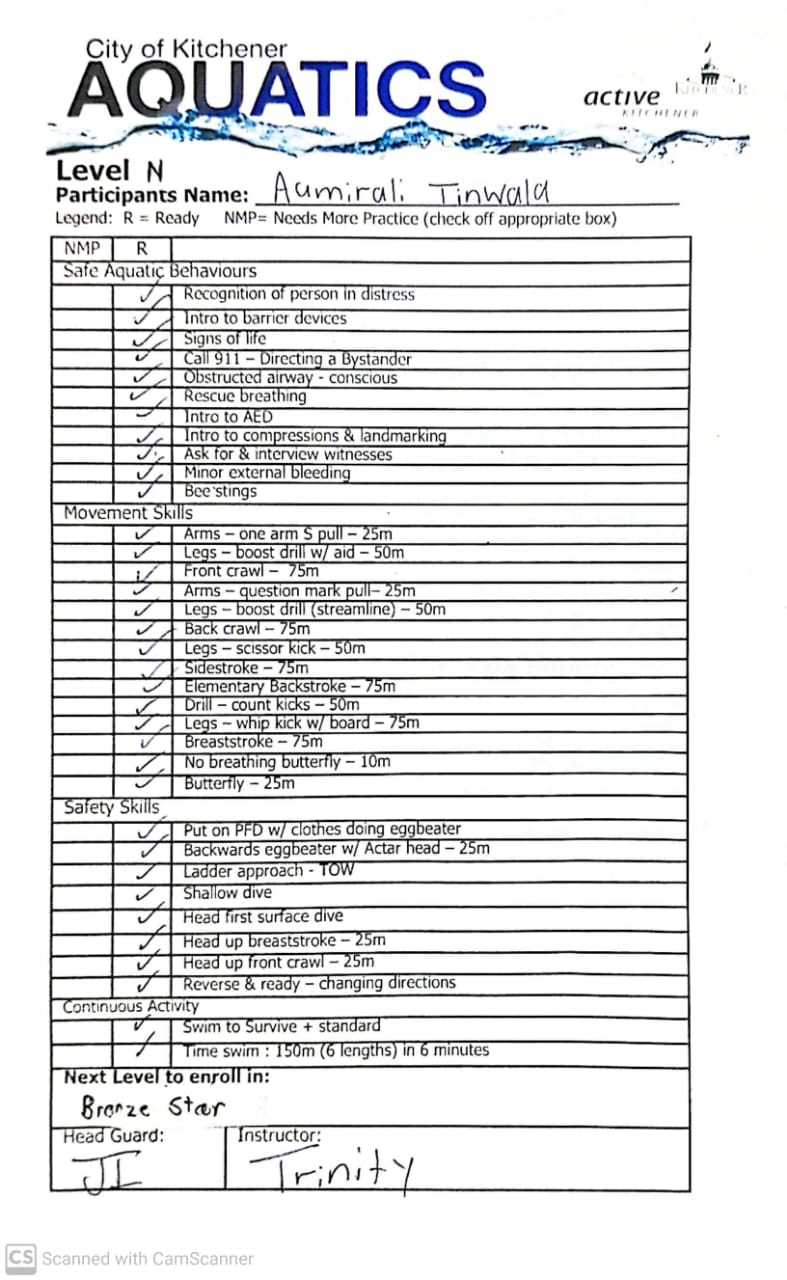 City of Kitchener
AQUATICS
active
KITCHENER
KITCHENER
Level N
Participants Name: Aamirali Tinwala
Legend: R = Ready NMP= Needs More Practice (check off appropriate box)
NMP R
Safe Aquatic Behaviours
✓ Recognition of person in distress
✓ Intro to barrier devices
✓ Signs of life
✓ Call 911 – Directing a Bystander
✓ Obstructed airway - conscious
✓ Rescue breathing
✓ Intro to AED
✓ Intro to compressions & landmarking
✓ Ask for & interview witnesses
✓ Minor external bleeding
✓ Bee stings
Movement Skills
✓ Arms – one arm S pull – 25m
✓ Legs – boost drill w/ aid – 50m
✓ Front crawl – 75m
✓ Arms – question mark pull– 25m
✓ Legs – boost drill (streamline) – 50m
✓ Back crawl – 75m
✓ Legs – scissor kick – 50m
✓ Sidestroke – 75m
✓ Elementary Backstroke – 75m
✓ Drill – count kicks – 50m
✓ Legs – whip kick w/ board – 75m
✓ Breaststroke – 75m
✓ No breathing butterfly – 10m
✓ Butterfly – 25m
Safety Skills
✓ Put on PFD w/ clothes doing eggbeater
✓ Backwards eggbeater w/ Actar head – 25m
✓ Ladder approach - TOW
✓ Shallow dive
✓ Head first surface dive
✓ Head up breaststroke – 25m
✓ Head up front crawl – 25m
✓ Reverse & ready – changing directions
Continuous Activity
✓ Swim to Survive + standard
✓ Time swim : 150m (6 lengths) in 6 minutes
Next Level to enroll in:
Bronze Star
Head Guard: Instructor:
JI Trinity
CS Scanned with CamScanner